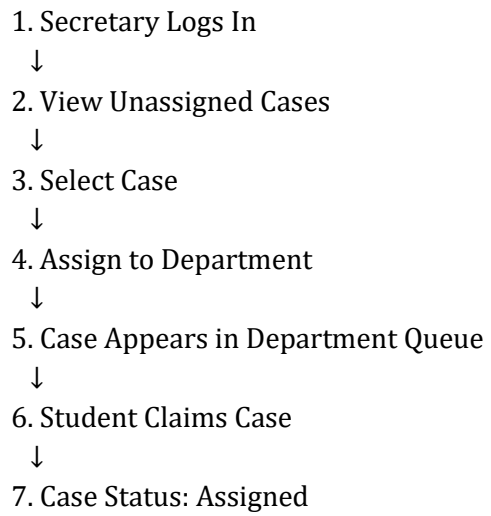 1. Secretary Logs In
↓
2. View Unassigned Cases
↓
3. Select Case
↓
4. Assign to Department
↓
5. Case Appears in Department Queue
↓
6. Student Claims Case
↓
7. Case Status: Assigned